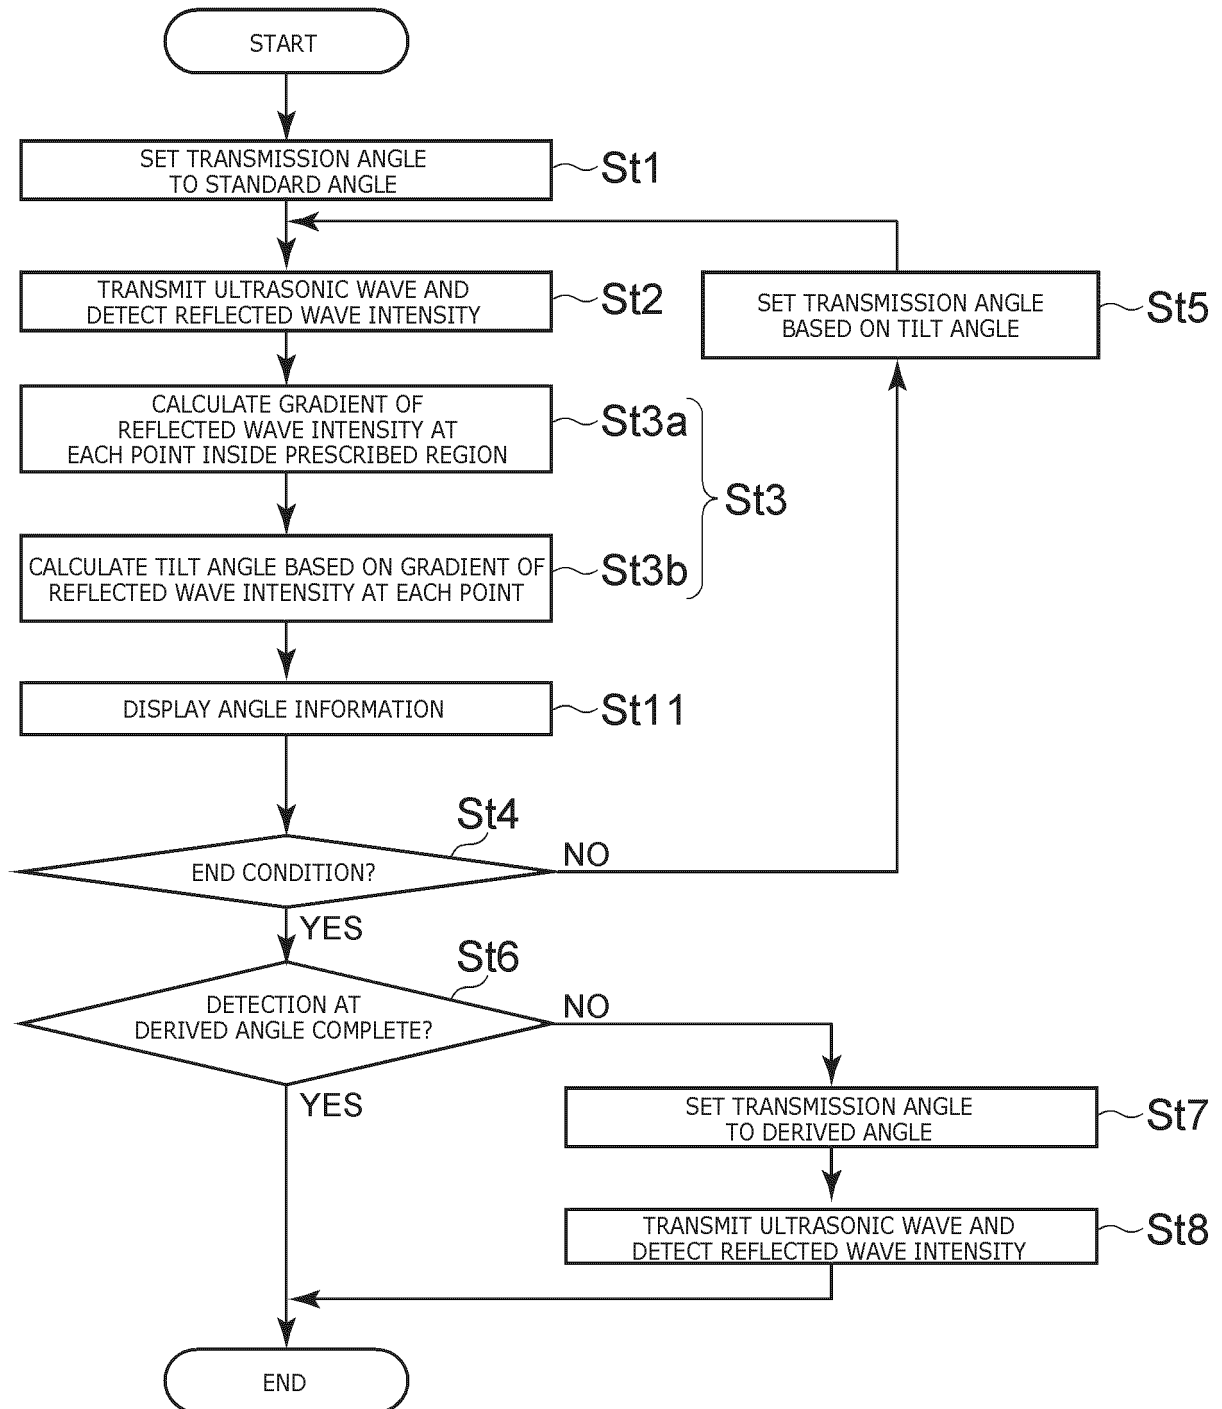 START
SET TRANSMISSION ANGLE
TO STANDARD ANGLE
St1
TRANSMIT ULTRASONIC WAVE AND
DETECT REFLECTED WAVE INTENSITY
St2
SET TRANSMISSION ANGLE
BASED ON TILT ANGLE
St5
CALCULATE GRADIENT OF
REFLECTED WAVE INTENSITY AT
EACH POINT INSIDE PRESCRIBED REGION
St3a
St3
CALCULATE TILT ANGLE BASED ON GRADIENT OF
REFLECTED WAVE INTENSITY AT EACH POINT
St3b
DISPLAY ANGLE INFORMATION
St11
St4
END CONDITION?
NO
YES
St6
DETECTION AT
DERIVED ANGLE COMPLETE?
NO
YES
SET TRANSMISSION ANGLE
TO DERIVED ANGLE
St7
TRANSMIT ULTRASONIC WAVE AND
DETECT REFLECTED WAVE INTENSITY
St8
END